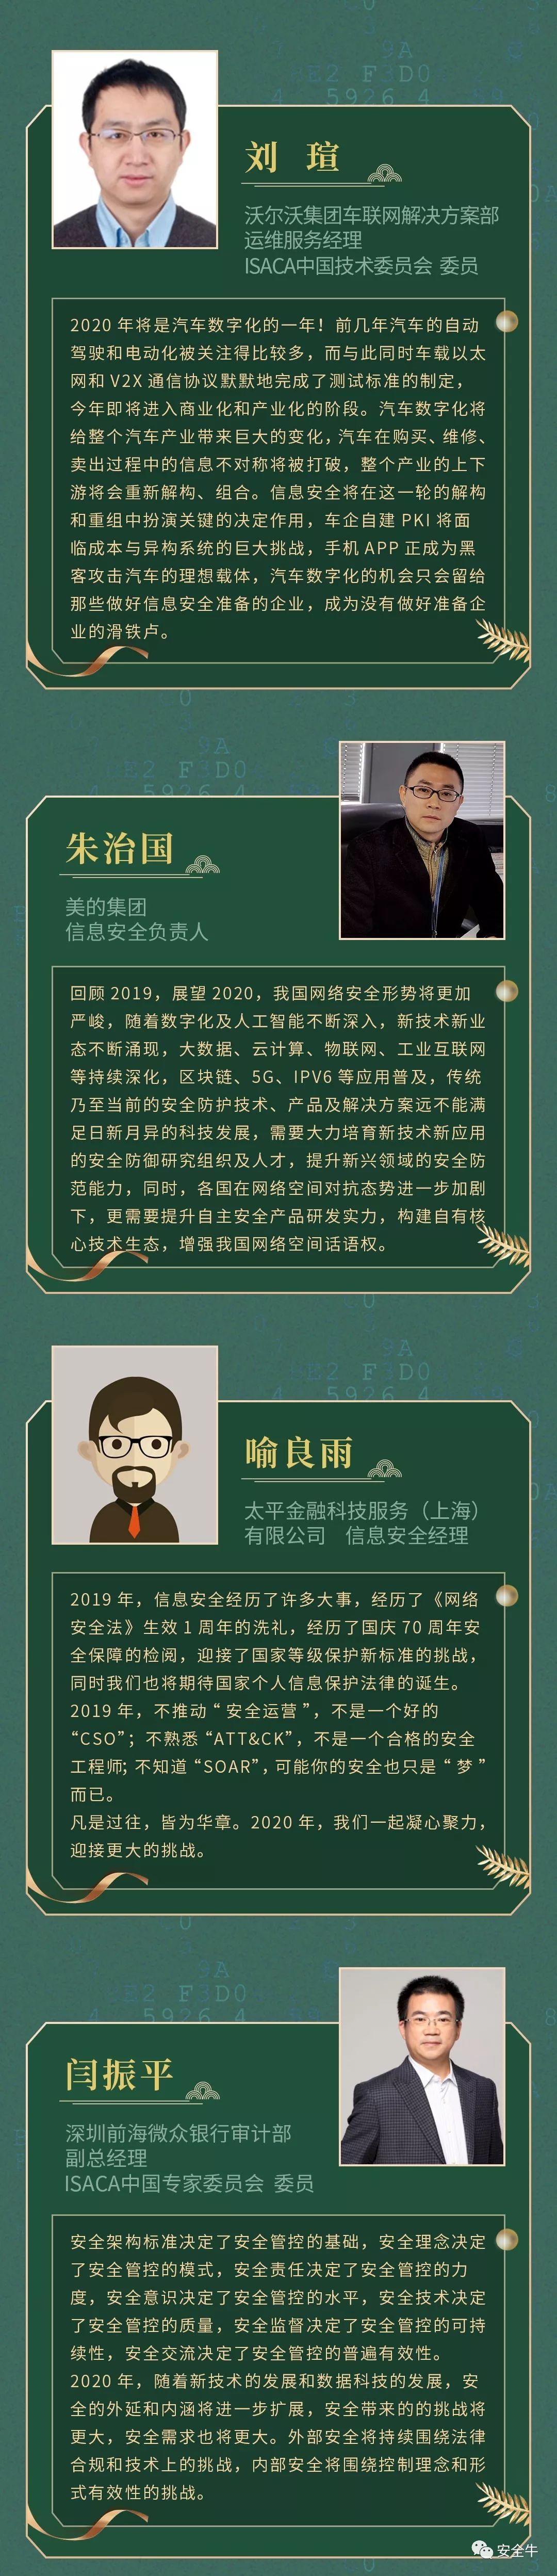 9A
E2 F3D0
4 5926 4
刘 瑄
沃尔沃集团车联网解决方案部
运维服务经理
ISACA中国技术委员会 委员
2020 年将是汽车数字化的一年！前几年汽车的自动
驾驶和电动化被关注得比较多，而与此同时车载以太
网和 V2X 通信协议默默地完成了测试标准的制定，
今年即将进入商业化和产业化的阶段。汽车数字化将
给整个汽车产业带来巨大的变化，汽车在购买、维修、
卖出过程中的信息不对称将被打破，整个产业的上下
游将会重新解构、组合。信息安全将在这一轮的解构
和重组中扮演关键的决定作用，车企自建 PKI 将面
临成本与异构系统的巨大挑战，手机 APP 正成为黑
客攻击汽车的理想载体，汽车数字化的机会只会留给
那些做好信息安全准备的企业，成为没有做好准备企
业的滑铁卢。
9A
E2 F3D0
5926 4
朱治国
美的集团
信息安全负责人
回顾 2019，展望 2020，我国网络安全形势将更加
严峻，随着数字化及人工智能不断深入，新技术新业
态不断涌现，大数据、云计算、物联网、工业互联网
等持续深化，区块链、5G、IPV6 等应用普及，传统
乃至当前的安全防护技术、产品及解决方案远不能满
足日新月异的科技发展，需要大力培育新技术新应用
的安全防御研究组织及人才，提升新兴领域的安全防
范能力，同时，各国在网络空间对抗态势进一步加剧
下，更需要提升自主安全产品研发实力，构建自有核
心技术生态，增强我国网络空间话语权。
9A
E2 F3D0
4 5926 4
喻良雨
太平金融科技服务（上海）
有限公司 信息安全经理
2019 年，信息安全经历了许多大事，经历了《网络
安全法》生效 1 周年的洗礼，经历了国庆 70 周年安
全保障的检阅，迎接了国家等级保护新标准的挑战，
同时我们也将期待国家个人信息保护法律的诞生。
2019 年，不推动“安全运营”，不是一个好的
“CSO”；不熟悉“ATT&CK”，不是一个合格的安全
工程师；不知道“SOAR”，可能你的安全也只是“梦”
而已。
凡是过往，皆为华章。2020 年，我们一起凝心聚力，
迎接更大的挑战。
9A
E2 F3D0
5926 4
闫振平
深圳前海微众银行审计部
副总经理
ISACA中国专家委员会 委员
安全架构标准决定了安全管控的基础，安全理念决定
了安全管控的模式，安全责任决定了安全管控的力
度，安全意识决定了安全管控的水平，安全技术决定
了安全管控的质量，安全监督决定了安全管控的可持
续性，安全交流决定了安全管控的普遍有效性。
2020 年，随着新技术的发展和数据科技的发展，安
全的外延和内涵将进一步扩展，安全带来的的挑战将
更大，安全需求也将更大。外部安全将持续围绕法律
合规和技术上的挑战，内部安全将围绕控制理念和形
式有效性的挑战。
安全牛